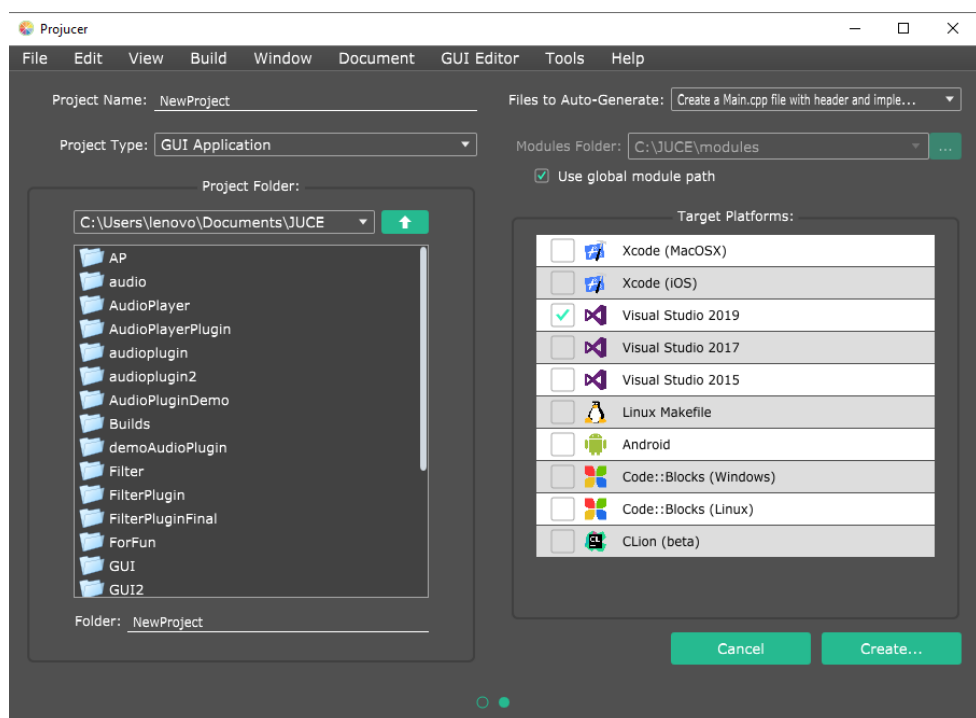 Projucer
File Edit View Build Window Document GUI Editor Tools Help
Project Name: NewProject
Files to Auto-Generate: Create a Main.cpp file with header and imple...
Project Type: GUI Application
Modules Folder: C:\JUCE\modules ...
Use global module path
Project Folder:
C:\Users\lenovo\Documents\JUCE
AP
audio
AudioPlayer
AudioPlayerPlugin
audioplugin
audioplugin2
AudioPluginDemo
Builds
demoAudioPlugin
Filter
FilterPlugin
FilterPluginFinal
ForFun
GUI
GUI2
Folder: NewProject
Target Platforms:
Xcode (MacOSX)
Xcode (iOS)
Visual Studio 2019
Visual Studio 2017
Visual Studio 2015
Linux Makefile
Android
Code::Blocks (Windows)
Code::Blocks (Linux)
CL CLion (beta)
Cancel Create...